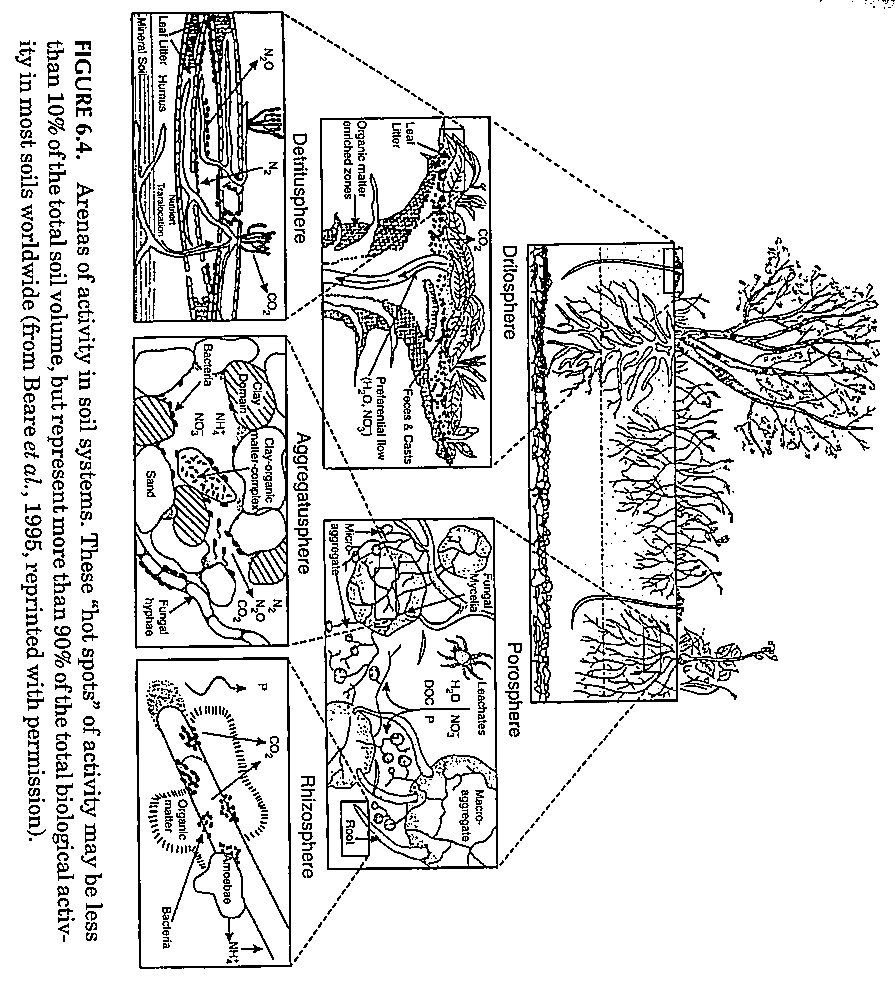 Drilosphere
Leaf
Litter
CO2
Organic matter
enriched zones
Feces & Casts
Preferential flow
(H2O, NO3-)
Porosphere
Fungal
Mycelia
Micro-
aggregate
Leachates
H2O NO3-
DOC P
Macro-
aggregate
Root
Detritusphere
N2O
N2
CO2
Leaf Litter
Humus
Mineral Soil
Nutrient
Translocation
Aggregatusphere
Bacteria
Clay
Domain
Clay-organic
matter-complex
NH4+
NO3-
Sand
N2
N2O
CO2
Fungal
hyphae
Rhizosphere
P
CO2
Organic
matter
Amoebae
Bacteria
NH4+
FIGURE 6.4. Arenas of activity in soil systems. These “hot spots” of activity may be less
than 10% of the total soil volume, but represent more than 90% of the total biological activ-
ity in most soils worldwide (from Beare et al., 1995, reprinted with permission).